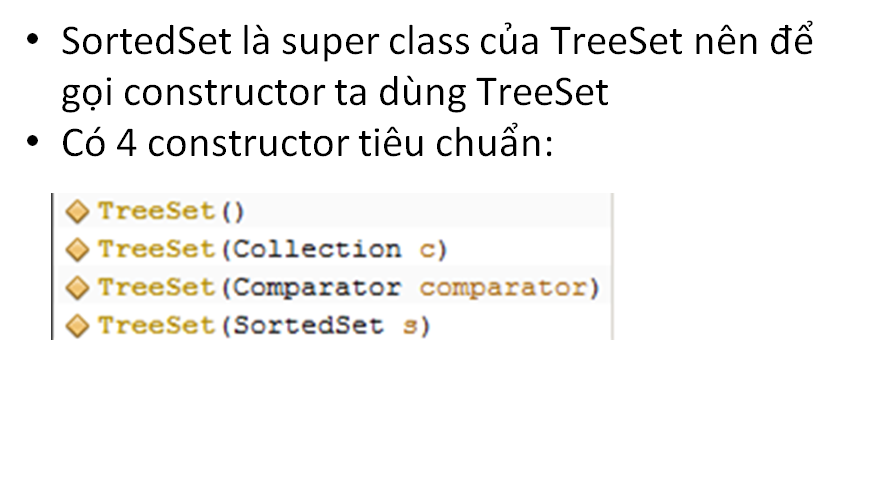 • SortedSet là super class của TreeSet nên để
gọi constructor ta dùng TreeSet
• Có 4 constructor tiêu chuẩn:
TreeSet()
TreeSet(Collection c)
TreeSet(Comparator comparator)
TreeSet(SortedSet s)